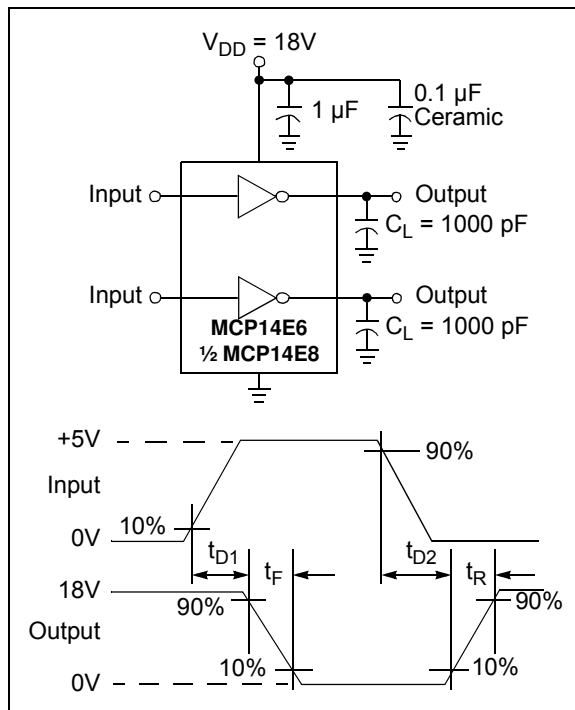 V_DD = 18V
1 µF
0.1 µF
Ceramic
Input
Output
C_L = 1000 pF
Input
Output
C_L = 1000 pF
MCP14E6
½ MCP14E8
+5V
90%
Input
10%
0V
t_D1
t_F
t_D2
t_R
18V
90%
90%
Output
10%
10%
0V